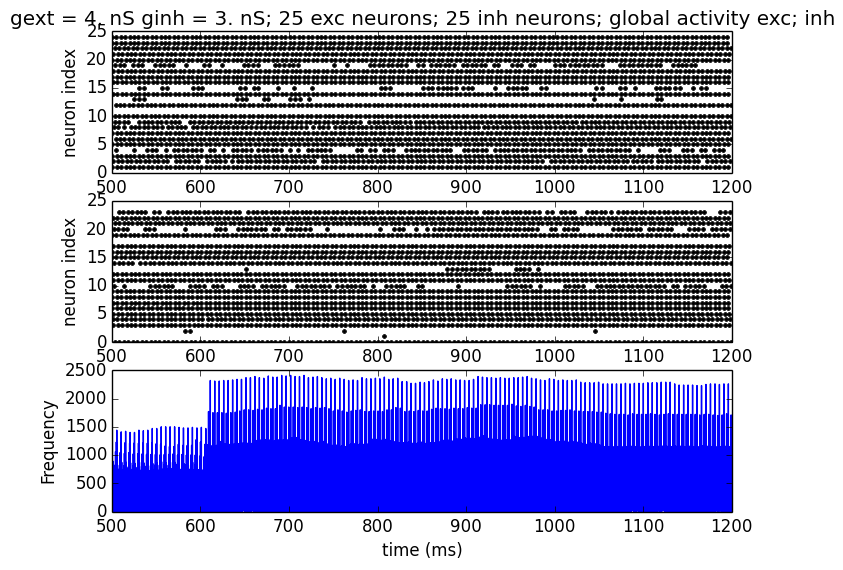 gext = 4. nS ginh = 3. nS; 25 exc neurons; 25 inh neurons; global activity exc; inh
25
20
15
10
5
0
neuron index
500 600 700 800 900 1000 1100 1200
25
20
15
10
5
0
neuron index
500 600 700 800 900 1000 1100 1200
2500
2000
1500
1000
500
0
Frequency
500 600 700 800 900 1000 1100 1200
time (ms)